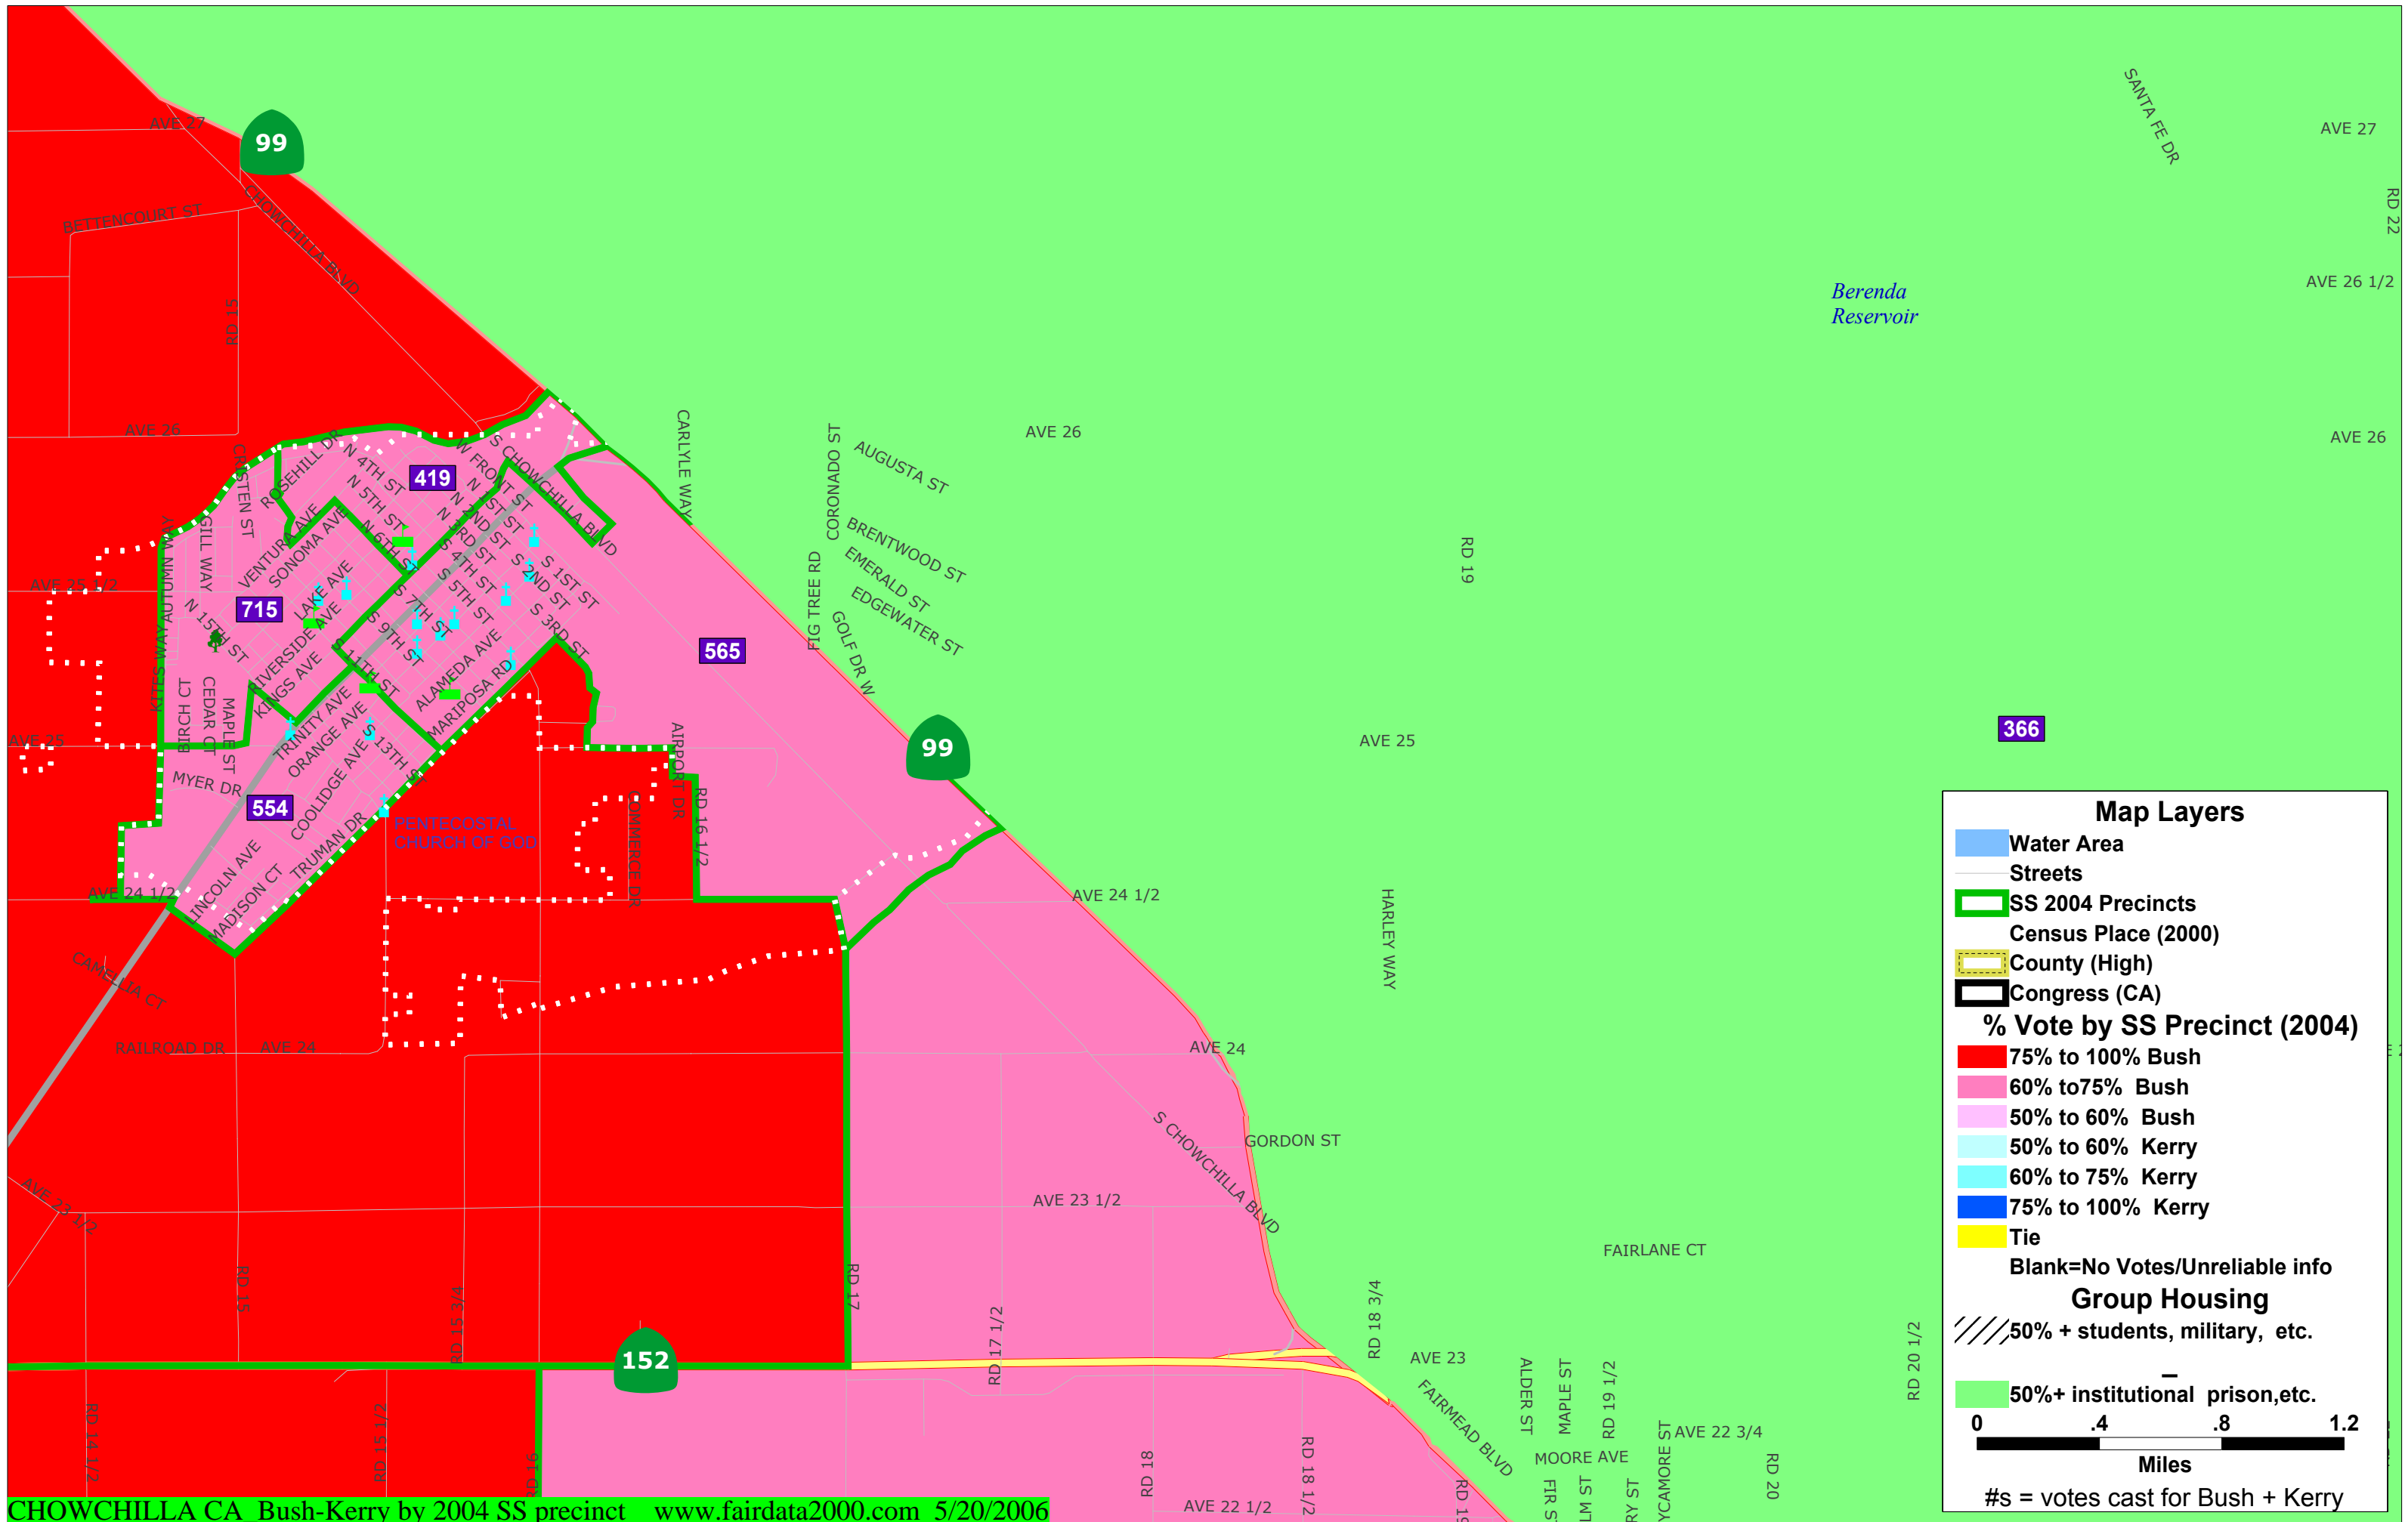 SANTA FE DR
AVE 27
AVE 27
99
RD 22
BETTENCOURT ST
CHOWCHILLA BLVD
AVE 26 1/2
Berenda
Reservoir
RD 15
CARLYLE WAY
AVE 26
AVE 26
AVE 26
CORONADO ST
AUGUSTA ST
ROSEHILL DR
N 4TH ST
W FRONT ST
S CHOWCHILLA BLVD
CRISTEN ST
419
N 5TH ST
N 1ST ST
N 2ND ST
N 3RD ST
BRENTWOOD ST
VENTURA AVE
SONOMA AVE
N 6TH ST
S 4TH ST
S 2ND ST
S 1ST ST
AUTUMN WAY
GILL WAY
EMERALD ST
RD 19
AVE 25 1/2
LAKE AVE
S 7TH ST
S 5TH ST
FIG TREE RD
EDGEWATER ST
715
N 15TH ST
RIVERSIDE AVE
S 9TH ST
S 3RD ST
565
GOLF DR W
KITES WAY
KINGS AVE
S 11TH ST
ALAMEDA AVE
MARIPOSA RD
BIRCH CT
CEDAR CT
MAPLE ST
TRINITY AVE
ORANGE AVE
S 13TH ST
AVE 25
AVE 25
99
366
AIRPORT DR
MYER DR
554
COOLIDGE AVE
COMMERCE DR
RD 16 1/2
PENTECOSTAL
CHURCH OF GOD
TRUMAN DR
LINCOLN AVE
MADISON CT
AVE 24 1/2
AVE 24 1/2
HARLEY WAY
CAMELLIA CT
RAILROAD DR
AVE 24
AVE 24
GORDON ST
S CHOWCHILLA BLVD
AVE 23 1/2
AVE 23 1/2
FAIRLANE CT
RD 15
RD 15 3/4
RD 17
RD 17 1/2
RD 18 3/4
152
AVE 23
RD 20 1/2
FAIRMEAD BLVD
ALDER ST
MAPLE ST
RD 19 1/2
RD 14 1/2
RD 15 1/2
RD 16
RD 18
RD 18 1/2
YCAMORE ST
AVE 22 3/4
MOORE AVE
RD 20
RD 19
FIR S
LM ST
RY ST
AVE 22 1/2
Map Layers
Water Area
Streets
SS 2004 Precincts
Census Place (2000)
County (High)
Congress (CA)
% Vote by SS Precinct (2004)
75% to 100% Bush
60% to75% Bush
50% to 60% Bush
50% to 60% Kerry
60% to 75% Kerry
75% to 100% Kerry
Tie
Blank=No Votes/Unreliable info
Group Housing
50% + students, military, etc.
50%+ institutional prison,etc.
0 .4 .8 1.2
Miles
#s = votes cast for Bush + Kerry
CHOWCHILLA CA Bush-Kerry by 2004 SS precinct www.fairdata2000.com 5/20/2006